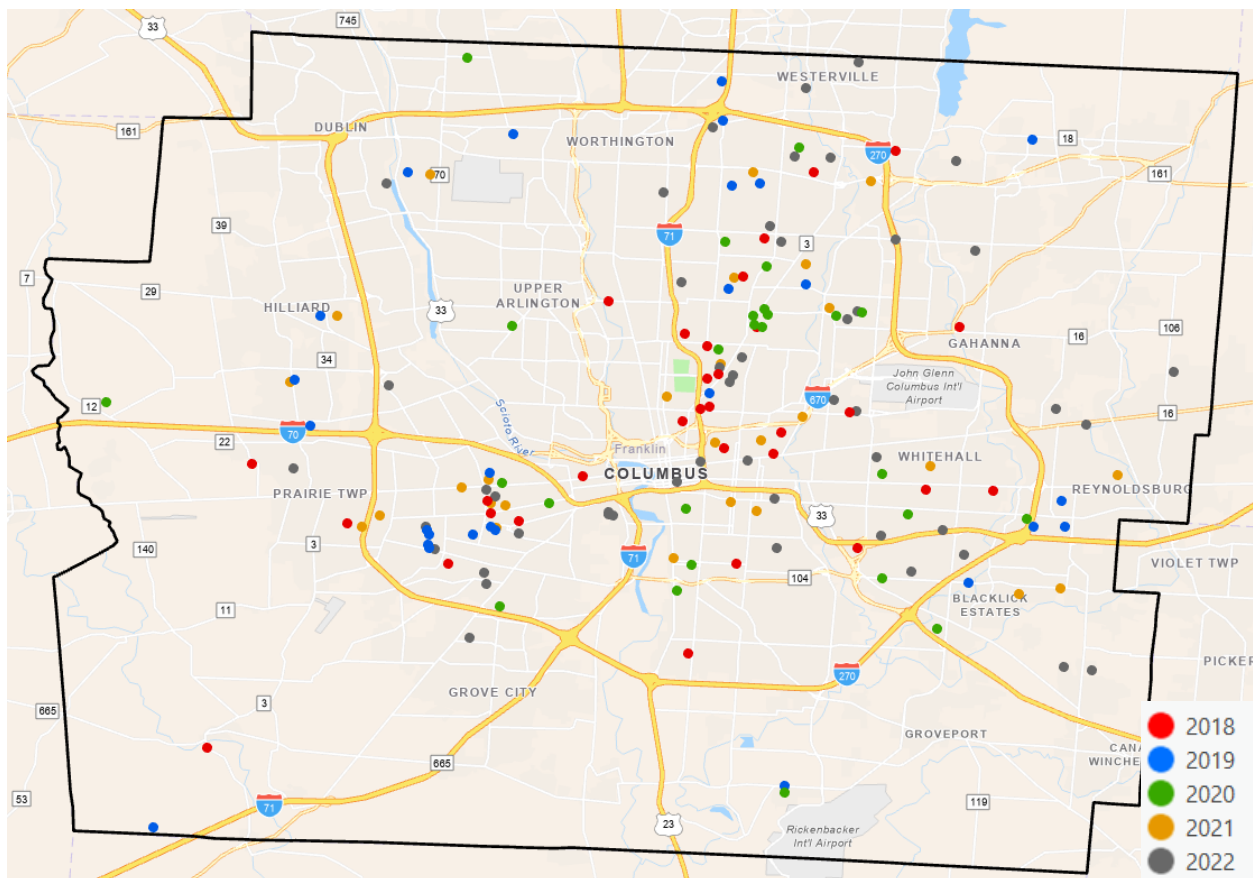 745
33
WESTERVILLE
DUBLIN
161
WORTHINGTON
18
270
70
161
39
71
3
7
29
UPPER
ARLINGTON
HILLIARD
33
106
16
GAHANNA
34
John Glenn
Columbus Int'l
Airport
670
12
Scioto River
16
70
22
Franklin
WHITEHALL
COLUMBUS
PRAIRIE TWP
REYNOLDSBURG
33
3
140
71
VIOLET TWP
104
11
BLACKLICK
ESTATES
PICKER
270
GROVE CITY
3
665
GROVEPORT
CANA
WINCHE
665
53
71
119
23
Rickenbacker
Int'l Airport
2018
2019
2020
2021
2022